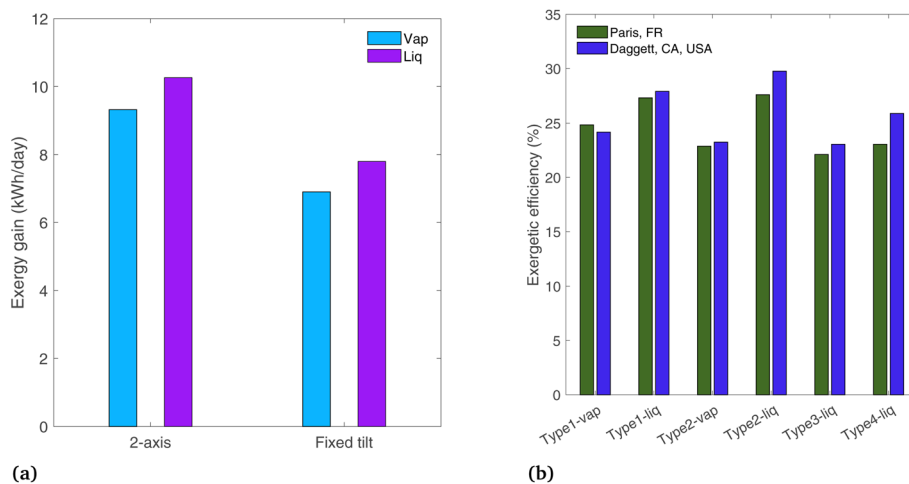 12
10
8
6
4
2
0
Exergy gain (kWh/day)
Vap
Liq
2-axis
Fixed tilt
(a)
35
30
25
20
15
10
5
0
Exergetic efficiency (%)
Paris, FR
Daggett, CA, USA
Type1-vap
Type1-liq
Type2-vap
Type2-liq
Type3-liq
Type4-liq
(b)